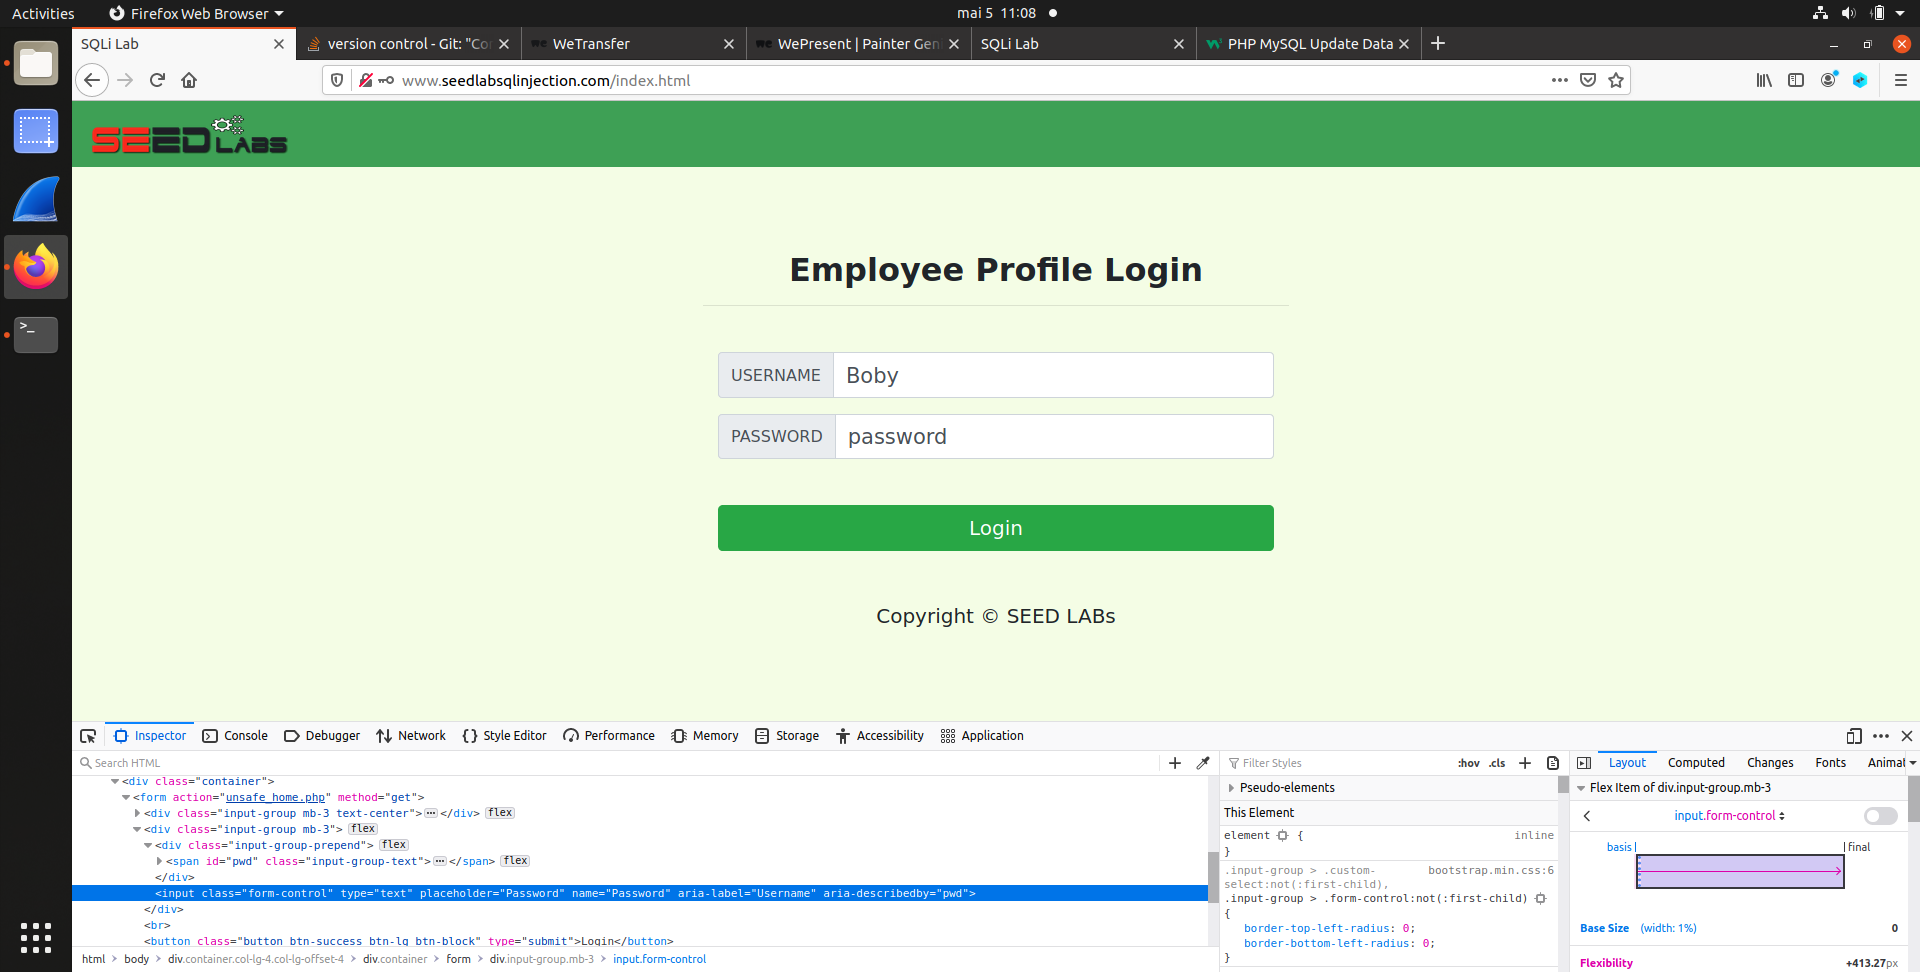 Activities
Firefox Web Browser
mai 5 11:08
SQLi Lab
version control - Git: "Co
WeTransfer
WePresent | Painter Gen
SQLi Lab
PHP MySQL Update Data
www.seedlabsqlinjection.com/index.html
SEED LABS
Employee Profile Login
USERNAME Boby
PASSWORD password
Login
Copyright © SEED LABs
Inspector Console Debugger Network Style Editor Performance Memory Storage Accessibility Application
Search HTML
<div class="container">
<form action="unsafe_home.php" method="get">
<div class="input-group mb-3 text-center"> ••• </div> flex
<div class="input-group mb-3"> flex
<div class="input-group-prepend"> flex
<span id="pwd" class="input-group-text"> ••• </span> flex
</div>
<input class="form-control" type="text" placeholder="Password" name="Password" aria-label="Username" aria-describedby="pwd">
</div>
<br>
<button class="button btn-success btn-lg btn-block" type="submit">Login</button>
html > body > div.container.col-lg-4.col-lg-offset-4 > div.container > form > div.input-group.mb-3 > input.form-control
Filter Styles
:hov .cls
Pseudo-elements
This Element
element { inline
}
.input-group > .custom- bootstrap.min.css:6
select:not(:first-child),
.input-group > .form-control:not(:first-child)
{
border-top-left-radius: 0;
border-bottom-left-radius: 0;
}
Layout Computed Changes Fonts Animat
Flex Item of div.input-group.mb-3
input.form-control
basis final
Base Size (width: 1%) 0
Flexibility +413.27px